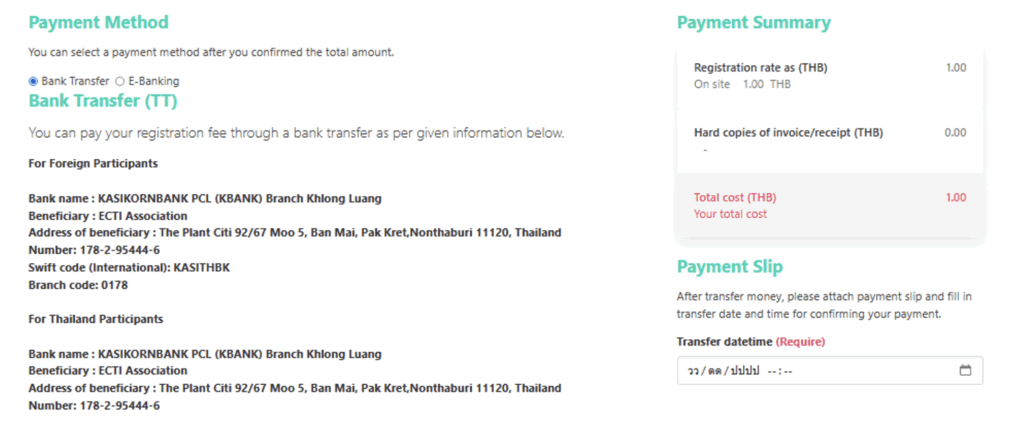 Payment Method
You can select a payment method after you confirmed the total amount.
Bank Transfer E-Banking
Bank Transfer (TT)
You can pay your registration fee through a bank transfer as per given information below.
For Foreign Participants
Bank name : KASIKORNBANK PCL (KBANK) Branch Khlong Luang
Beneficiary : ECTI Association
Address of beneficiary : The Plant Citi 92/67 Moo 5, Ban Mai, Pak Kret,Nonthaburi 11120, Thailand
Number: 178-2-95444-6
Swift code (International): KASITHBK
Branch code: 0178
For Thailand Participants
Bank name : KASIKORNBANK PCL (KBANK) Branch Khlong Luang
Beneficiary : ECTI Association
Address of beneficiary : The Plant Citi 92/67 Moo 5, Ban Mai, Pak Kret,Nonthaburi 11120, Thailand
Number: 178-2-95444-6
Payment Summary
Registration rate as (THB) 1.00
On site 1.00 THB
Hard copies of invoice/receipt (THB) 0.00
-
Total cost (THB) 1.00
Your total cost
Payment Slip
After transfer money, please attach payment slip and fill in
transfer date and time for confirming your payment.
Transfer datetime (Require)
วว/ดด/ปปปป --:--